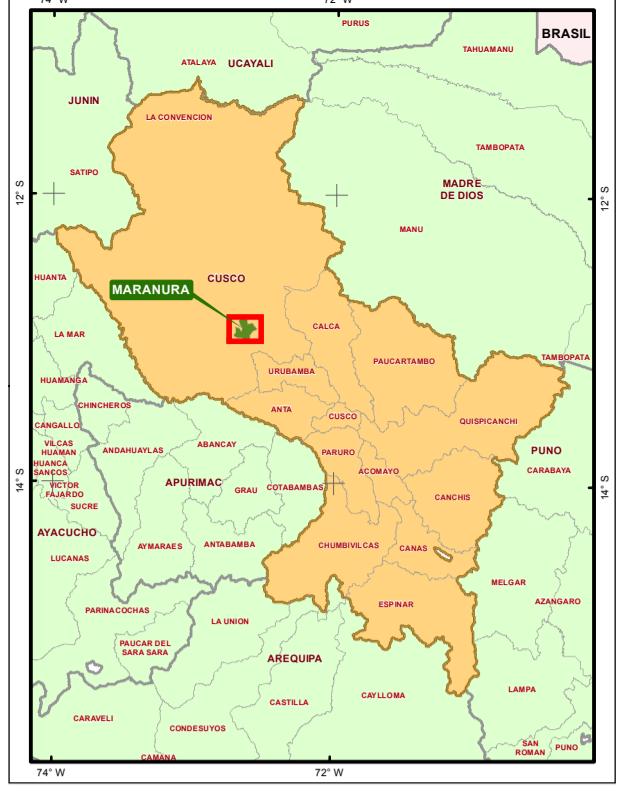 74° W
72° W
PURUS
BRASIL
TAHUAMANU
ATALAYA
UCAYALI
JUNIN
LA CONVENCION
TAMBOPATA
SATIPO
MADRE
DE DIOS
12° S
12° S
MANU
HUANTA
CUSCO
MARANURA
CALCA
LA MAR
PAUCARTAMBO
TAMBOPATA
URUBAMBA
HUAMANGA
CHINCHEROS
ANTA
CUSCO
QUISPICANCHI
CANGALLO
VILCAS
HUAMAN
ANDAHUAYLAS
ABANCAY
PARURO
PUNO
HUANCA
SANCOS
ACOMAYO
CARABAYA
APURIMAC
COTABAMBAS
14° S
14° S
VICTOR
FAJARDO
GRAU
CANCHIS
SUCRE
AYACUCHO
AYMARAES
ANTABAMBA
CHUMBIVILCAS
CANAS
LUCANAS
MELGAR
AZANGARO
ESPINAR
PARINACOCHAS
LA UNION
PAUCAR DEL
SARA SARA
AREQUIPA
LAMPA
CAYLLOMA
CASTILLA
CARAVELI
CONDESUYOS
SAN
ROMAN
PUNO
CAMANA
74° W
72° W